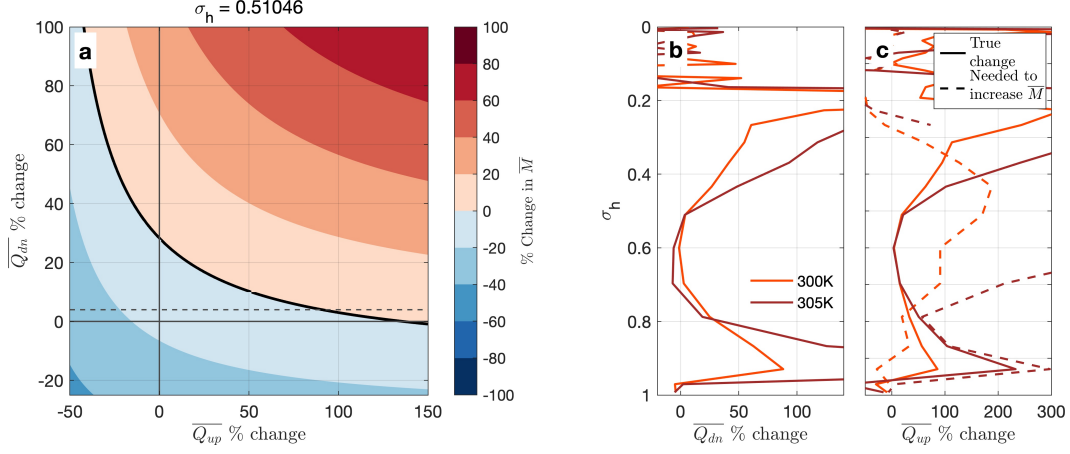 σh = 0.51046
a
100
80
60
40
20
0
-20
-50
0
50
100
150
Qdn % change
Qup % change
100
80
60
40
20
0
-20
-40
-60
-80
-100
% Change in M
b
0
0.2
0.4
0.6
0.8
1
σh
300K
305K
0
50
100
Qdn % change
c
True
change
Needed to
increase M
0
100
200
300
Qup % change